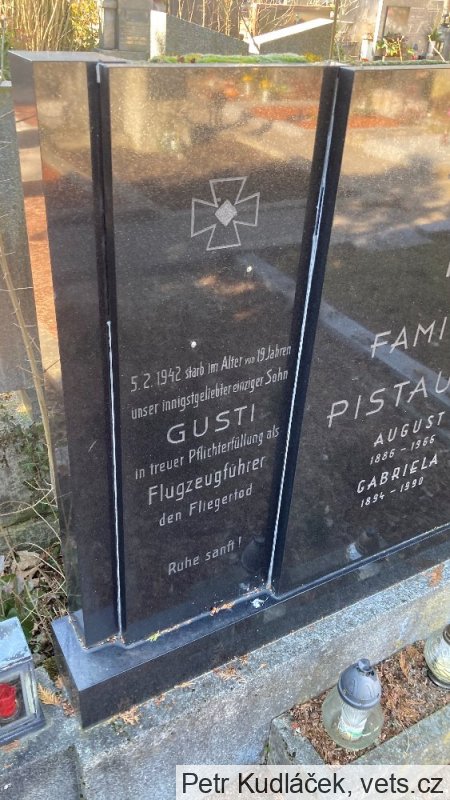 5.2.1942 starb im Alter von 19 Jahren
unser innigstgeliebter einziger Sohn
GUSTI
in treuer Pflichterfüllung als
Flugzeugführer
den Fliegertod
Ruhe sanft!
FAMI
PISTAU
AUGUST
1886 - 1966
GABRIELA
1894 - 1990
Petr Kudláček, vets.cz